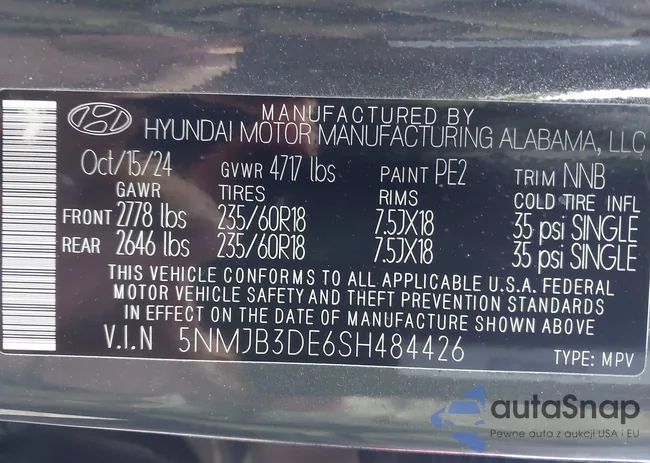 MANUFACTURED BY
HYUNDAI MOTOR MANUFACTURING ALABAMA, LLC
Oct/15/24 GVWR 4717 lbs PAINT PE2 TRIM NNB
GAWR TIRES RIMS COLD TIRE INFL
FRONT 2778 lbs 235/60R18 7.5JX18 35 psi SINGLE
REAR 2646 lbs 235/60R18 7.5JX18 35 psi SINGLE
THIS VEHICLE CONFORMS TO ALL APPLICABLE U.S.A. FEDERAL
MOTOR VEHICLE SAFETY AND THEFT PREVENTION STANDARDS
IN EFFECT ON THE DATE OF MANUFACTURE SHOWN ABOVE
V.I.N 5NMJB3DE6SH484426 TYPE: MPV
autaSnap
Pewne auta z aukcji USA i EU